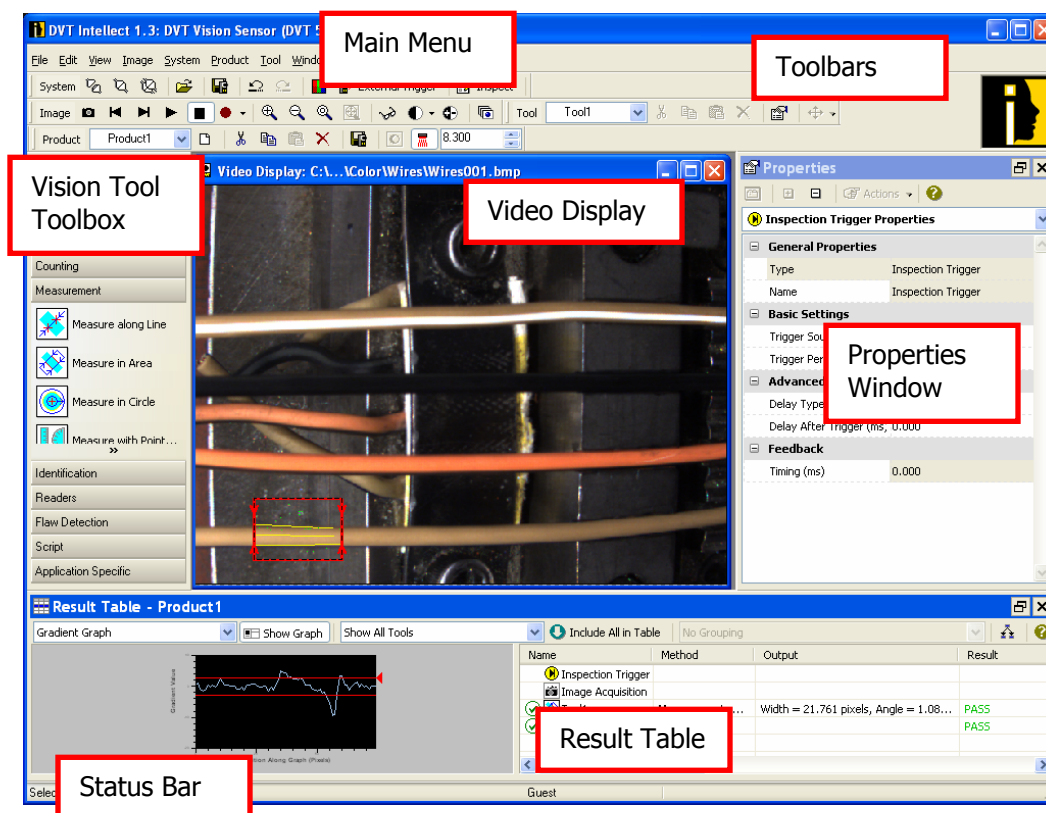 DVT Intellect 1.3: DVT Vision Sensor (DVT 5
Main Menu
Toolbars
File Edit View Image System Product Tool
System External Trigger Inspect
Image Tool Tool1
Product Product1 8.300
Vision Tool
Toolbox
Video Display: C:\...\Color\Wires\Wires001.bmp
Video Display
Properties
Actions
Inspection Trigger Properties
General Properties
Type Inspection Trigger
Name Inspection Trigger
Basic Settings
Trigger Sou
Trigger Per
Properties
Window
Advanced
Delay Type
Delay After Trigger (ms, 0.000
Feedback
Timing (ms) 0.000
Counting
Measurement
Measure along Line
Measure in Area
Measure in Circle
Measure with Point...
Identification
Readers
Flaw Detection
Script
Application Specific
Result Table - Product1
Gradient Graph Show Graph Show All Tools Include All in Table No Grouping
Name Method Output Result
Inspection Trigger
Image Acquisition
Width = 21.761 pixels, Angle = 1.08... PASS
PASS
Gradient Value
tion Along Graph (Pixels)
Result Table
Status Bar
Selec Guest